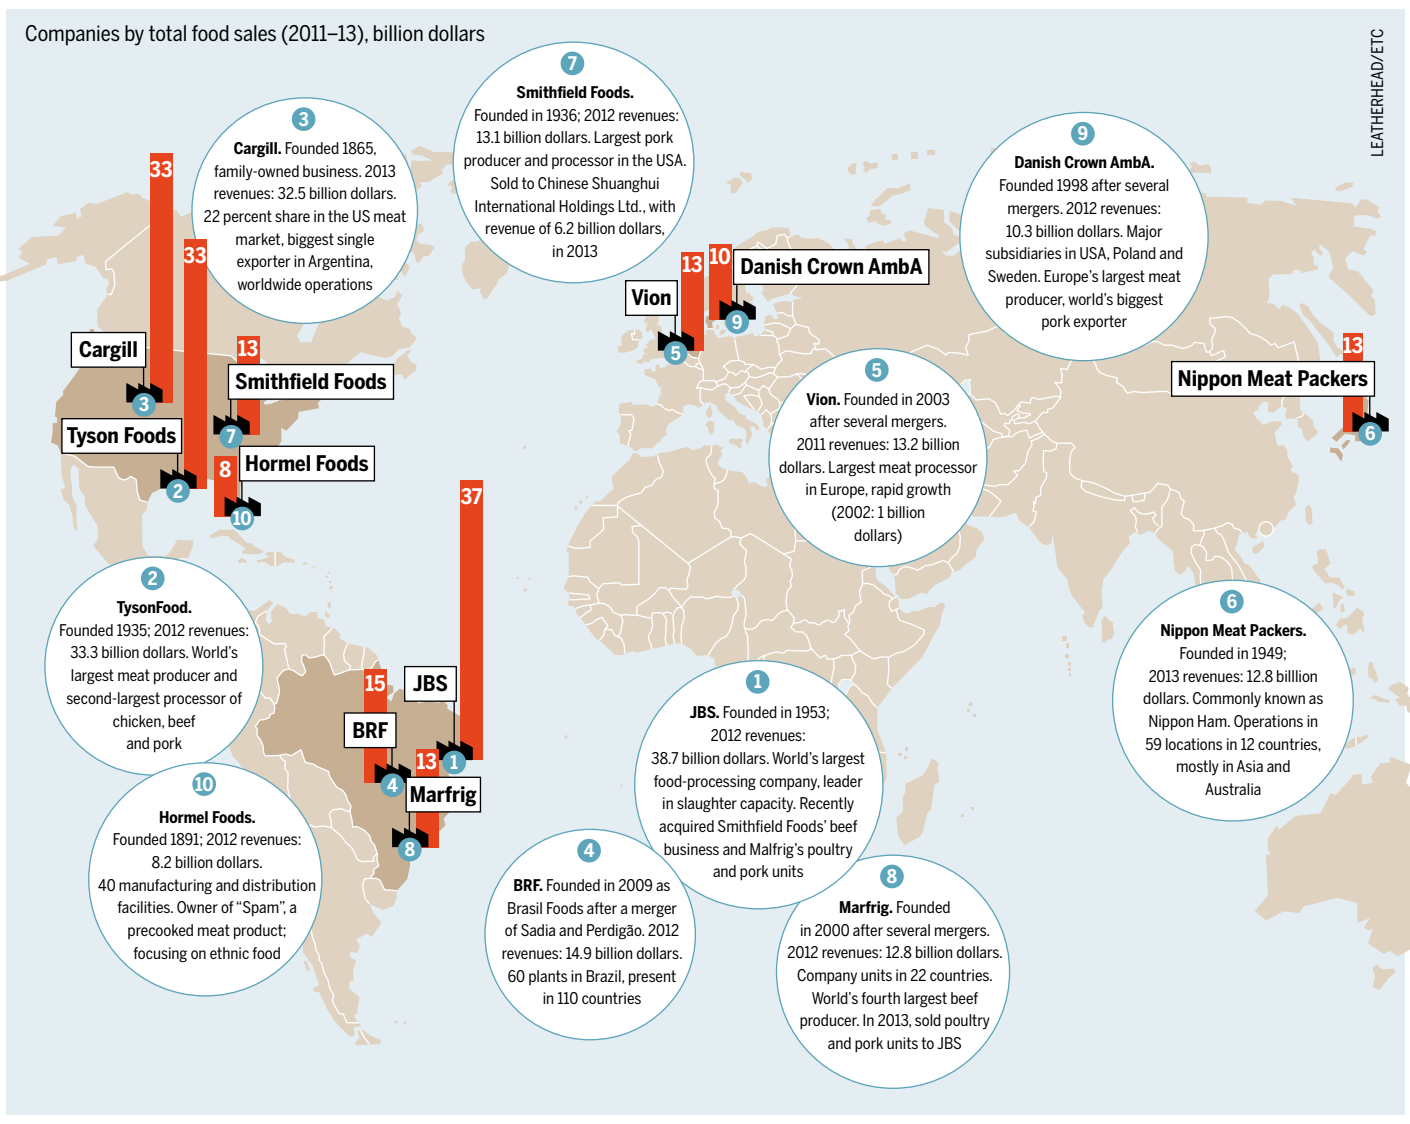 Companies by total food sales (2011–13), billion dollars
LEATHERHEAD/ETC
3
Cargill. Founded 1865,
family-owned business. 2013
revenues: 32.5 billion dollars.
22 percent share in the US meat
market, biggest single
exporter in Argentina,
worldwide operations
7
Smithfield Foods.
Founded in 1936; 2012 revenues:
13.1 billion dollars. Largest pork
producer and processor in the USA.
Sold to Chinese Shuanghui
International Holdings Ltd., with
revenue of 6.2 billion dollars,
in 2013
9
Danish Crown AmbA.
Founded 1998 after several
mergers. 2012 revenues:
10.3 billion dollars. Major
subsidiaries in USA, Poland and
Sweden. Europe's largest meat
producer, world's biggest
pork exporter
33
33
13
Cargill
3
Smithfield Foods
7
Tyson Foods
2
8
Hormel Foods
10
13
10
Danish Crown AmbA
Vion
9
5
13
Nippon Meat Packers
6
5
Vion. Founded in 2003
after several mergers.
2011 revenues: 13.2 billion
dollars. Largest meat processor
in Europe, rapid growth
(2002: 1 billion
dollars)
37
15
JBS
BRF
13
1
4
Marfrig
8
2
TysonFood.
Founded 1935; 2012 revenues:
33.3 billion dollars. World's
largest meat producer and
second-largest processor of
chicken, beef
and pork
6
Nippon Meat Packers.
Founded in 1949;
2013 revenues: 12.8 billlion
dollars. Commonly known as
Nippon Ham. Operations in
59 locations in 12 countries,
mostly in Asia and
Australia
1
JBS. Founded in 1953;
2012 revenues:
38.7 billion dollars. World's largest
food-processing company, leader
in slaughter capacity. Recently
acquired Smithfield Foods' beef
business and Malfrig's poultry
and pork units
10
Hormel Foods.
Founded 1891; 2012 revenues:
8.2 billion dollars.
40 manufacturing and distribution
facilities. Owner of “Spam”, a
precooked meat product;
focusing on ethnic food
4
BRF. Founded in 2009 as
Brasil Foods after a merger
of Sadia and Perdigão. 2012
revenues: 14.9 billion dollars.
60 plants in Brazil, present
in 110 countries
8
Marfrig. Founded
in 2000 after several mergers.
2012 revenues: 12.8 billion dollars.
Company units in 22 countries.
World's fourth largest beef
producer. In 2013, sold poultry
and pork units to JBS